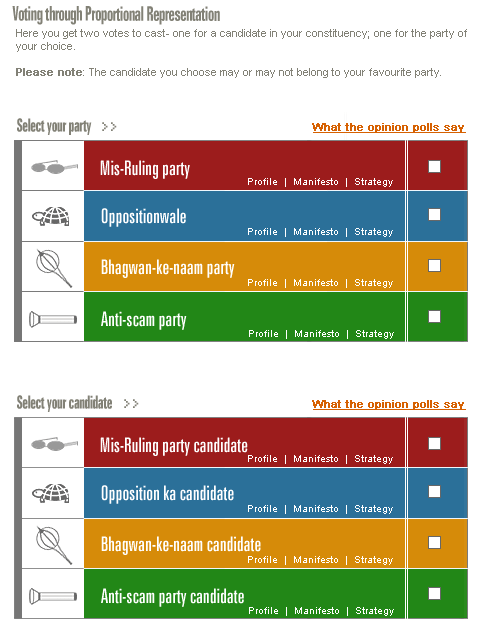 Voting through Proportional Representation
Here you get two votes to cast- one for a candidate in your constituency; one for the party of
your choice.
Please note: The candidate you choose may or may not belong to your favourite party.
Select your party >>
What the opinion polls say
Mis-Ruling party
Profile | Manifesto | Strategy
Oppositionwale
Profile | Manifesto | Strategy
Bhagwan-ke-naam party
Profile | Manifesto | Strategy
Anti-scam party
Profile | Manifesto | Strategy
Select your candidate >>
What the opinion polls say
Mis-Ruling party candidate
Profile | Manifesto | Strategy
Opposition ka candidate
Profile | Manifesto | Strategy
Bhagwan-ke-naam candidate
Profile | Manifesto | Strategy
Anti-scam party candidate
Profile | Manifesto | Strategy